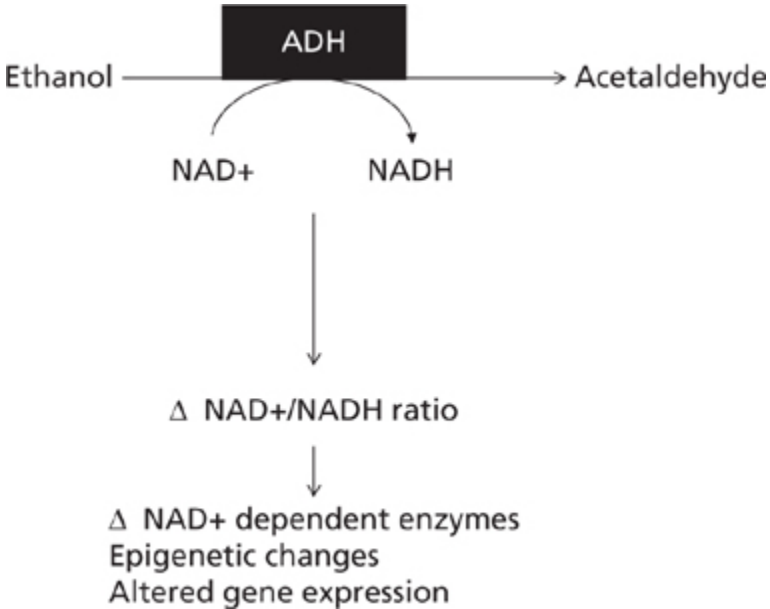 ADH
Ethanol Acetaldehyde
NAD+ NADH
Δ NAD+/NADH ratio
Δ NAD+ dependent enzymes
Epigenetic changes
Altered gene expression